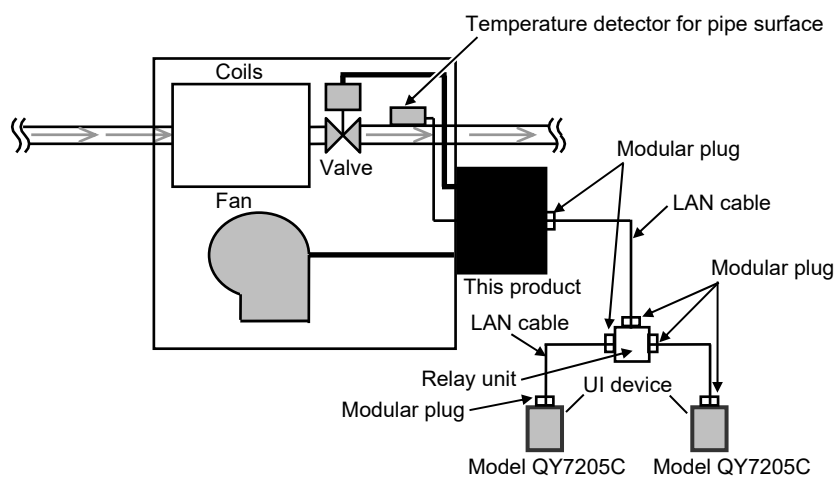 Temperature detector for pipe surface
Coils
Valve
Modular plug
Fan
LAN cable
Modular plug
This product
LAN cable
Relay unit
UI device
Modular plug
Model QY7205C
Model QY7205C